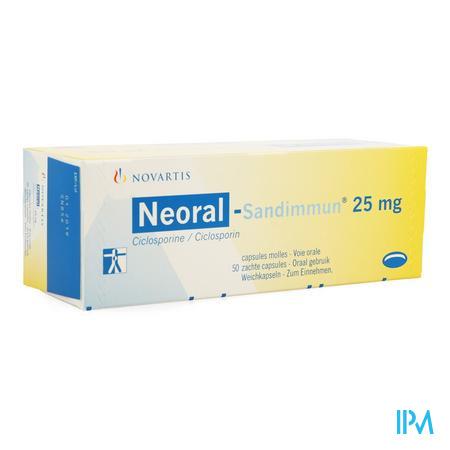 NOVARTIS
Neoral-Sandimmun® 25 mg
Ciclosporine / Ciclosporin
capsules molles - Voie orale
50 zachte capsules - Oraal gebruik
Weichkapseln - Zum Einnehmen.
IPM